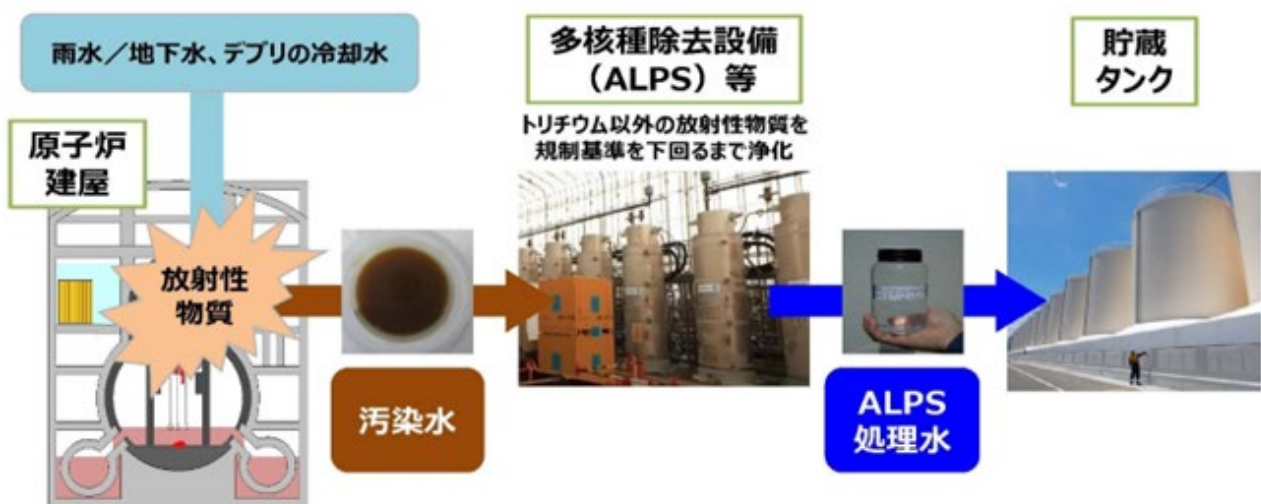 雨水／地下水、デブリの冷却水
原子炉
建屋
放射性
物質
汚染水
多核種除去設備
（ALPS）等
トリチウム以外の放射性物質を
規制基準を下回るまで浄化
ALPS
処理水
貯蔵
タンク